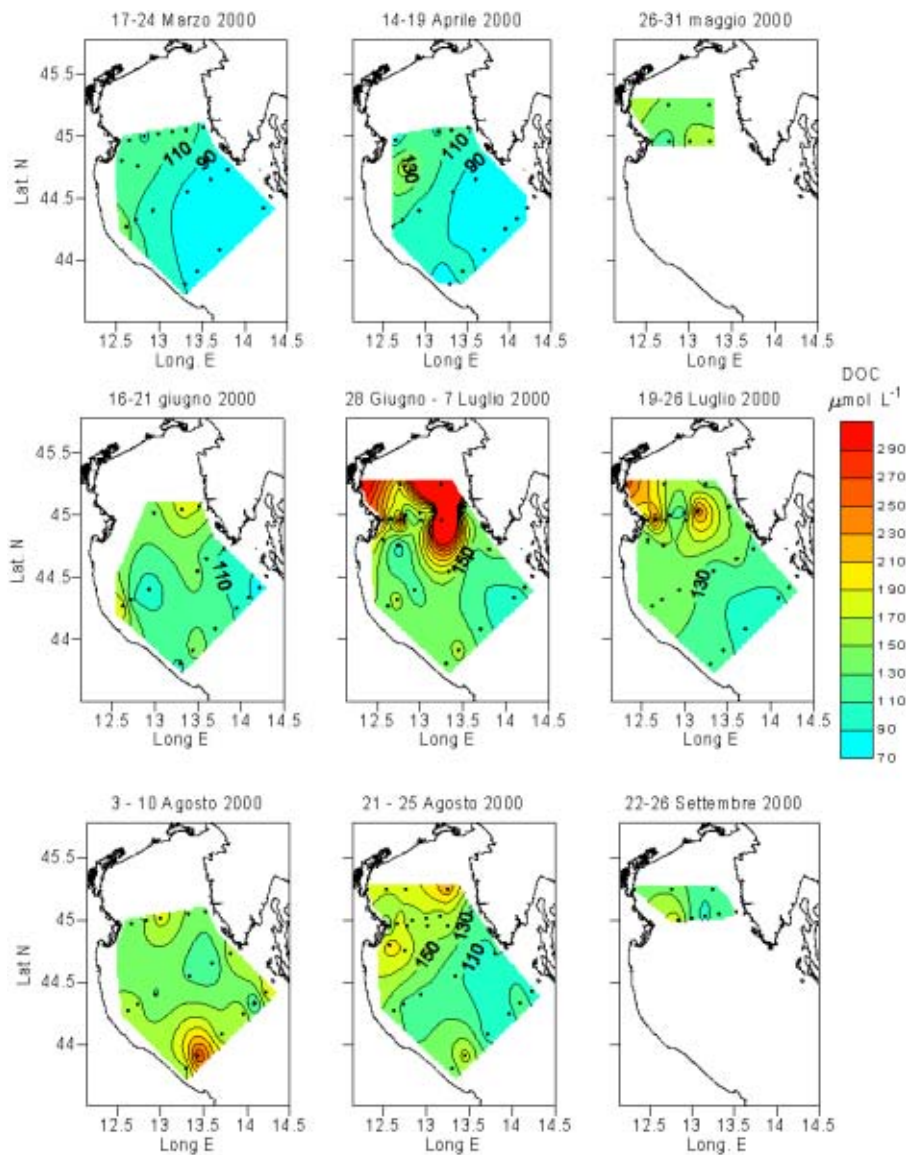 17-24 Marzo 2000
14-19 Aprile 2000
26-31 maggio 2000
45.5
45
44.5
44
Lat. N
110
90
130
110
90
12.5 13 13.5 14 14.5
12.5 13 13.5 14 14.5
12.5 13 13.5 14 14.5
Long. E
Long E
Long E
16-21 giugno 2000
28 Giugno - 7 Luglio 2000
19-26 Luglio 2000
DOC
µmol L-1
45.5
45
44.5
44
Lat. N
110
150
130
290
270
250
230
210
190
170
150
130
110
90
70
12.5 13 13.5 14 14.5
12.5 13 13.5 14 14.5
12.5 13 13.5 14 14.5
Long E
Long E
Long E
3 - 10 Agosto 2000
21 - 25 Agosto 2000
22-26 Settembre 2000
45.5
45
44.5
44
Lat N
150
130
110
12.5 13 13.5 14 14.5
12.5 13 13.5 14 14.5
12.5 13 13.5 14 14.5
Long E
Long E
Long. E